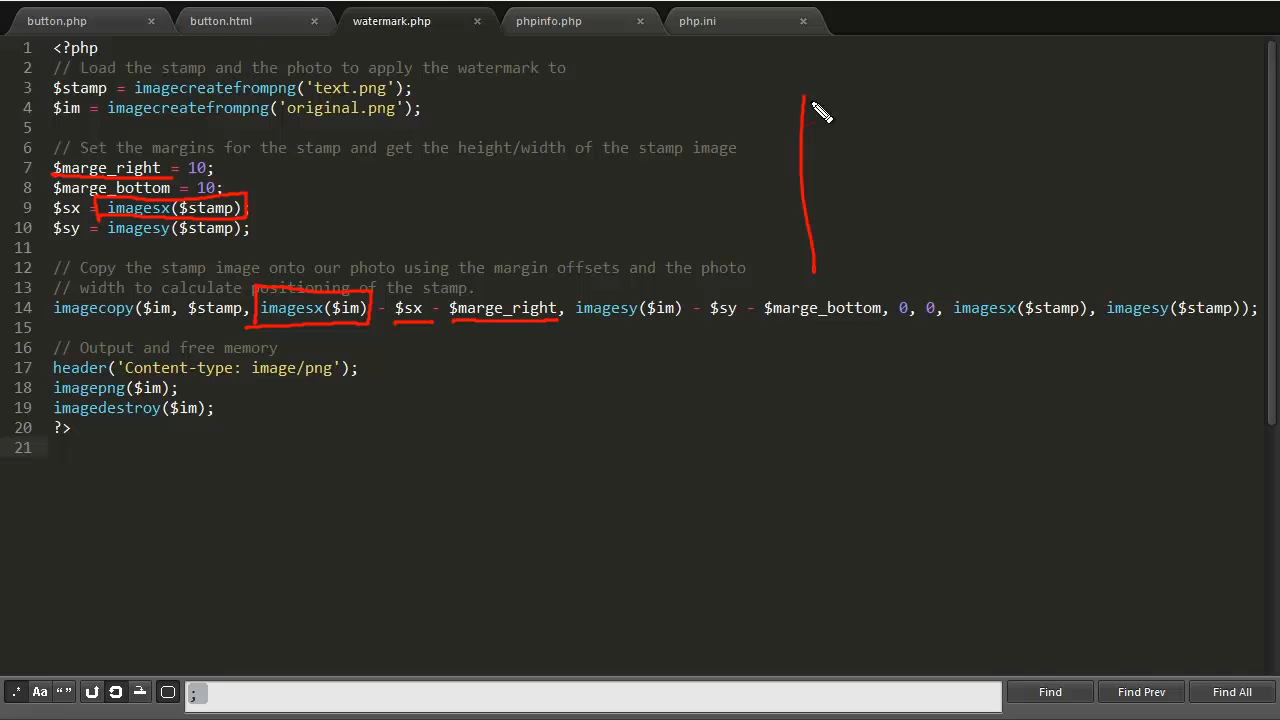 button.php × button.html × watermark.php × phpinfo.php × php.ini ×
1 <?php
2 // Load the stamp and the photo to apply the watermark to
3 $stamp = imagecreatefrompng('text.png');
4 $im = imagecreatefrompng('original.png');
5
6 // Set the margins for the stamp and get the height/width of the stamp image
7 $marge_right = 10;
8 $marge_bottom = 10;
9 $sx = imagesx($stamp);
10 $sy = imagesy($stamp);
11
12 // Copy the stamp image onto our photo using the margin offsets and the photo
13 // width to calculate positioning of the stamp.
14 imagecopy($im, $stamp, imagesx($im) - $sx - $marge_right, imagesy($im) - $sy - $marge_bottom, 0, 0, imagesx($stamp), imagesy($stamp));
15
16 // Output and free memory
17 header('Content-type: image/png');
18 imagepng($im);
19 imagedestroy($im);
20 ?>
21
.* Aa “” ; Find Find Prev Find All